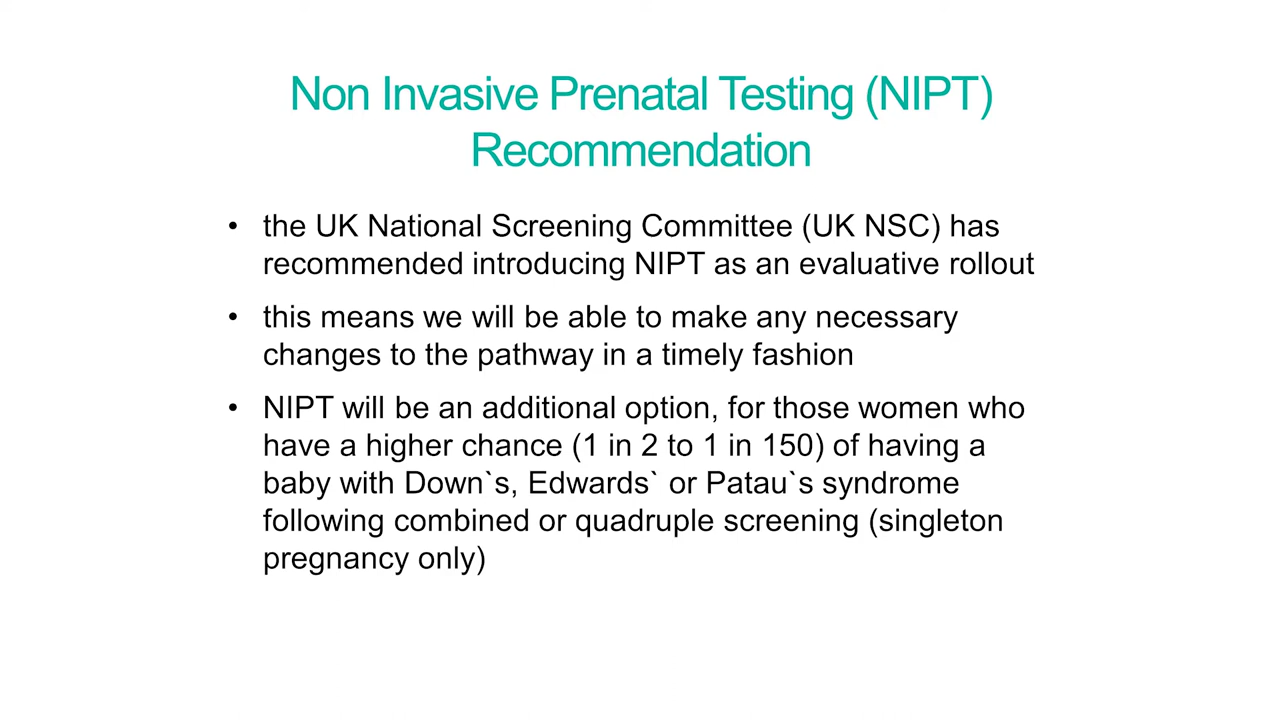 Non Invasive Prenatal Testing (NIPT)
Recommendation
• the UK National Screening Committee (UK NSC) has
recommended introducing NIPT as an evaluative rollout
• this means we will be able to make any necessary
changes to the pathway in a timely fashion
• NIPT will be an additional option, for those women who
have a higher chance (1 in 2 to 1 in 150) of having a
baby with Down`s, Edwards` or Patau`s syndrome
following combined or quadruple screening (singleton
pregnancy only)